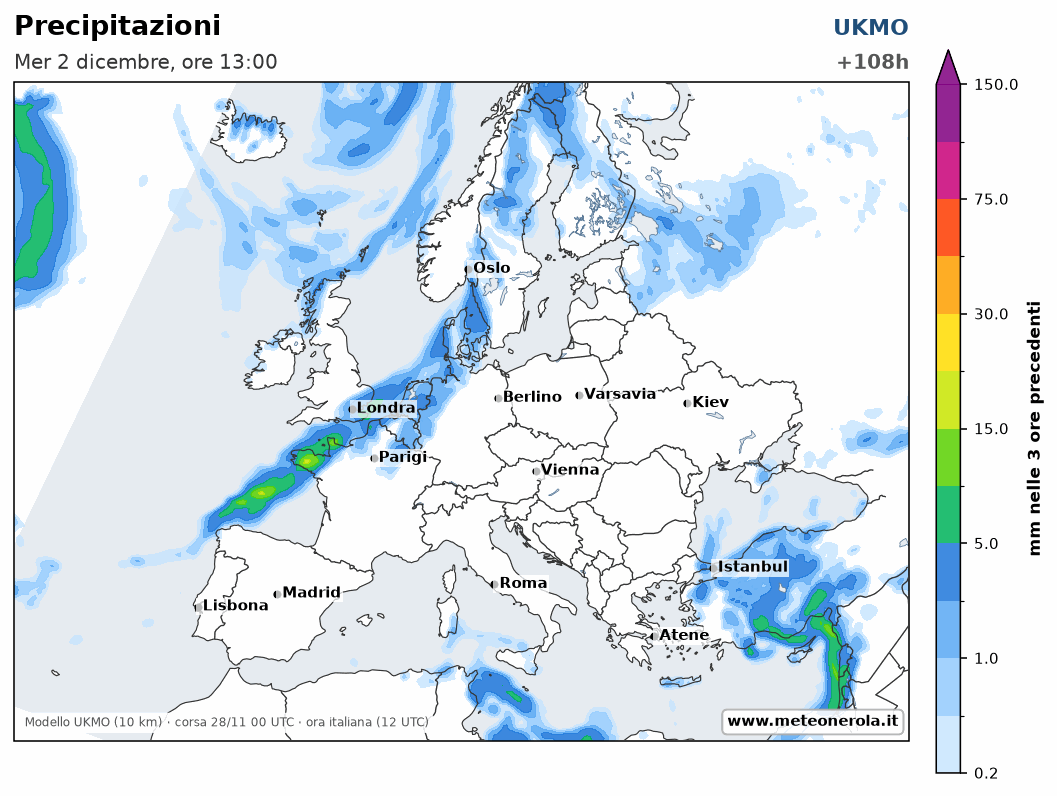 Precipitazioni
UKMO
Mer 2 dicembre, ore 13:00
+108h
150.0
75.0
30.0
15.0
5.0
1.0
0.2
mm nelle 3 ore precedenti
Oslo
Londra
Berlino
Varsavia
Kiev
Parigi
Vienna
Istanbul
Roma
Madrid
Lisbona
Atene
Modello UKMO (10 km) · corsa 28/11 00 UTC · ora italiana (12 UTC)
www.meteonerola.it